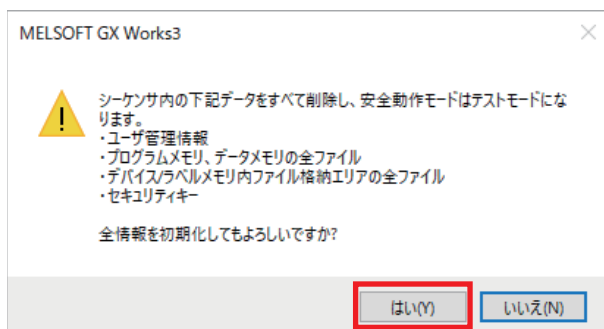 MELSOFT GX Works3
シーケンサ内の下記データをすべて削除し、安全動作モードはテストモードにな
ります。
・ユーザ管理情報
・プログラムメモリ、データメモリの全ファイル
・デバイス/ラベルメモリ内ファイル格納エリアの全ファイル
・セキュリティキー
全情報を初期化してもよろしいですか?
はい(Y)
いいえ(N)